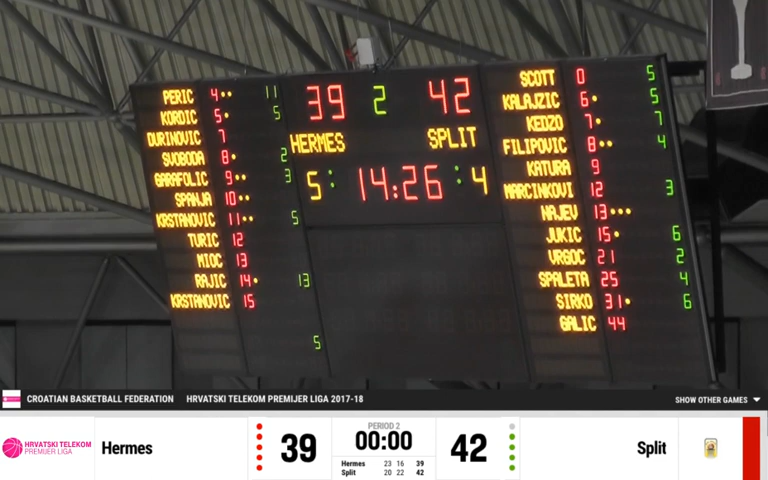 39 2 42
HERMES SPLIT
5: 14:26 :4
PERIC 4•• 11
KORDIC 5• 5
DURINOVIC 7
SVOBODA 8• 2
GARAFOLIC 9•• 3
SPANJA 10••
KRSTANOVIC 11•• 5
TURIC 12
MIOC 13
RAJIC 14• 13
KRSTANOVIC 15
5
SCOTT 0 5
KALAJZIC 6• 5
KEDZO 7• 7
FILIPOVIC 8•• 4
KATURA 9
MARCINKOVI 12 3
NAJEV 13•••
JUKIC 15• 6
VRGOC 21 2
SPALETA 25 4
SIRKO 31• 6
GALIC 44
CROATIAN BASKETBALL FEDERATION HRVATSKI TELEKOM PREMIJER LIGA 2017-18 SHOW OTHER GAMES
HRVATSKI TELEKOM
PREMIJER LIGA
Hermes 39
PERIOD 2
00:00
Hermes 23 16 39
Split 20 22 42
42 Split